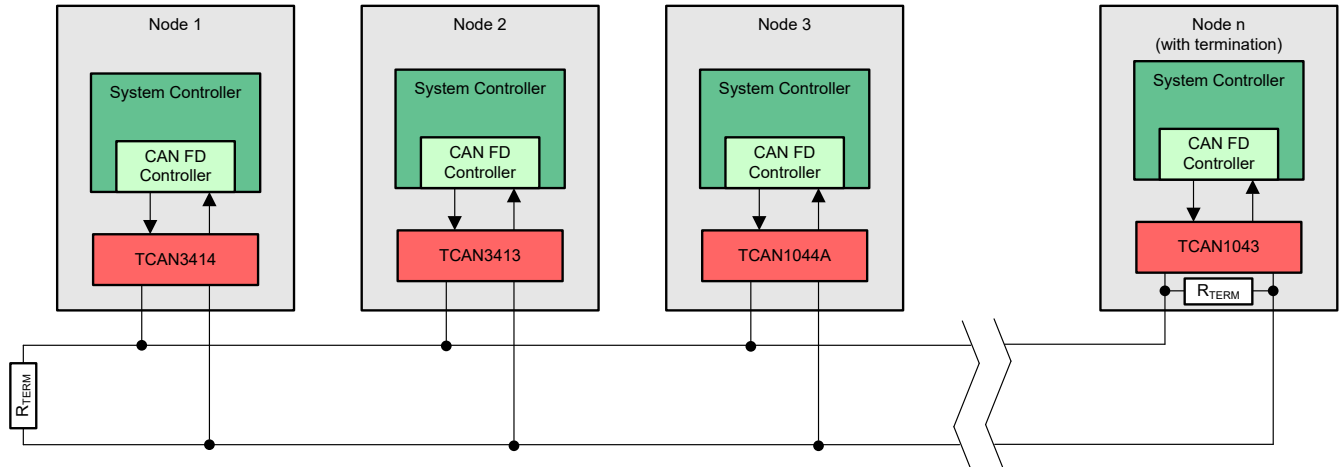 Node 1
System Controller
CAN FD
Controller
TCAN3414
Node 2
System Controller
CAN FD
Controller
TCAN3413
Node 3
System Controller
CAN FD
Controller
TCAN1044A
Node n
(with termination)
System Controller
CAN FD
Controller
TCAN1043
RTERM
RTERM